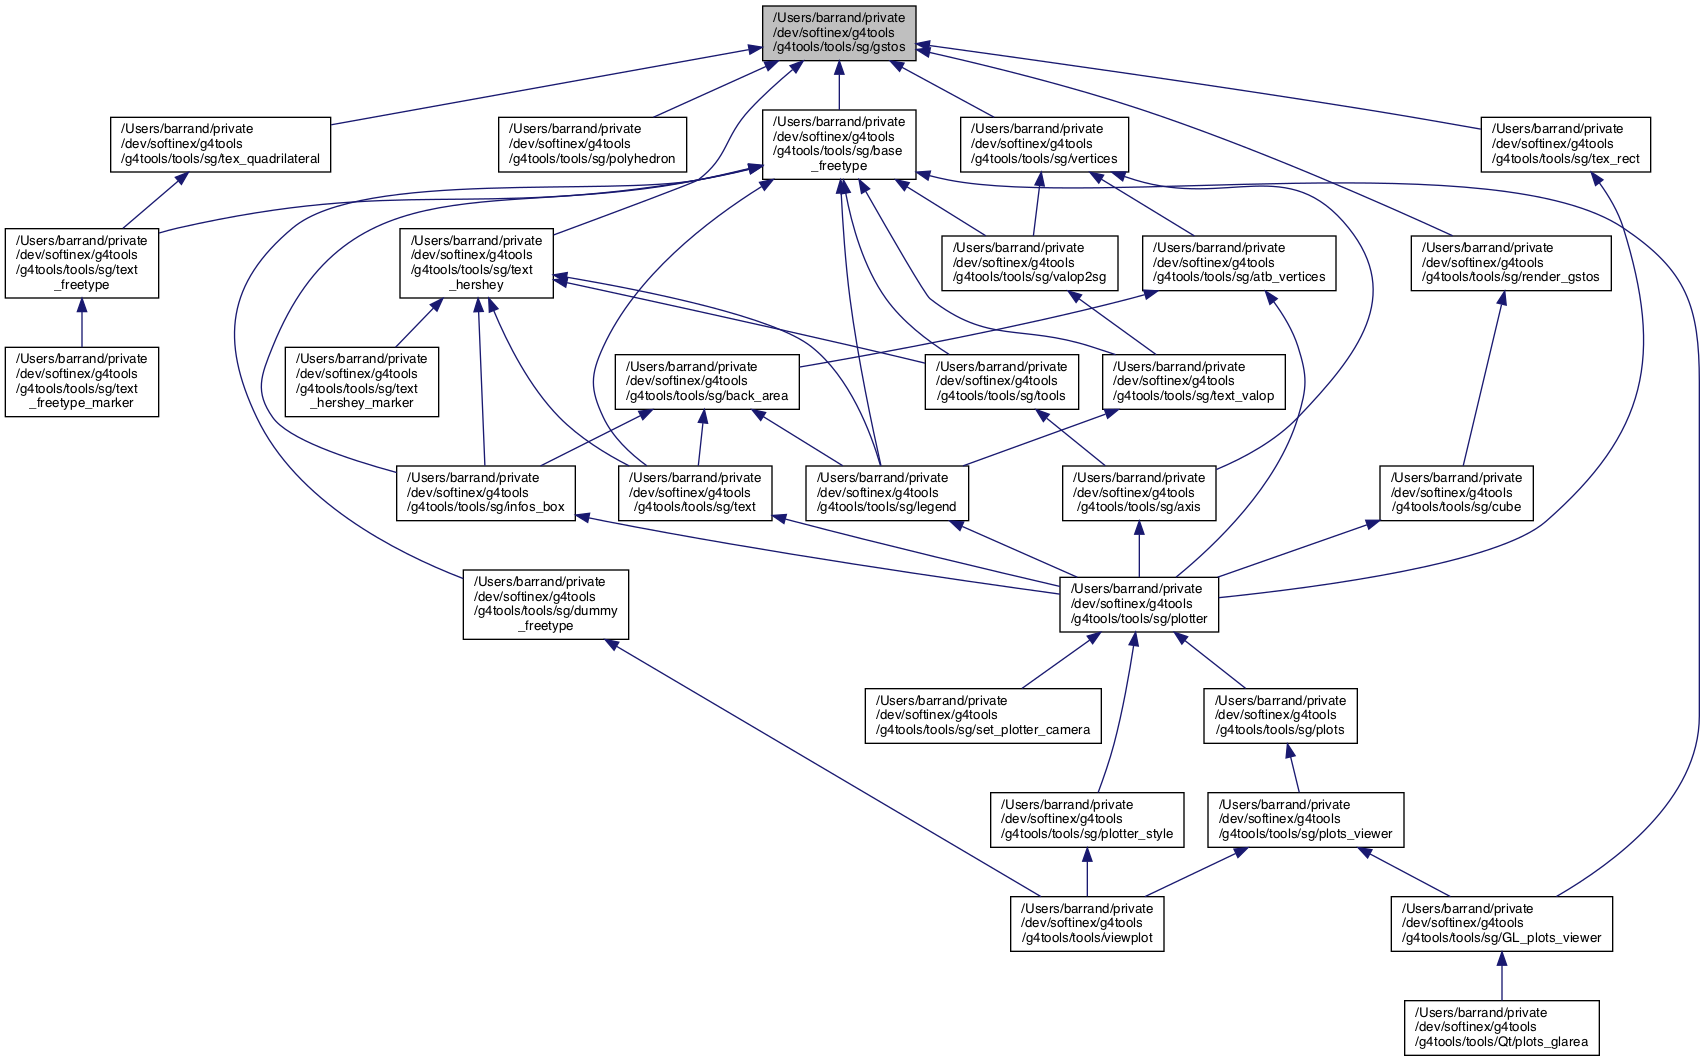 /Users/barrand/private
/dev/softinex/g4tools
/g4tools/tools/sg/gstos
/Users/barrand/private
/dev/softinex/g4tools
/g4tools/tools/sg/tex_quadrilateral
/Users/barrand/private
/dev/softinex/g4tools
/g4tools/tools/sg/polyhedron
/Users/barrand/private
/dev/softinex/g4tools
/g4tools/tools/sg/base
_freetype
/Users/barrand/private
/dev/softinex/g4tools
/g4tools/tools/sg/vertices
/Users/barrand/private
/dev/softinex/g4tools
/g4tools/tools/sg/tex_rect
/Users/barrand/private
/dev/softinex/g4tools
/g4tools/tools/sg/text
_freetype
/Users/barrand/private
/dev/softinex/g4tools
/g4tools/tools/sg/text
_hershey
/Users/barrand/private
/dev/softinex/g4tools
/g4tools/tools/sg/valop2sg
/Users/barrand/private
/dev/softinex/g4tools
/g4tools/tools/sg/atb_vertices
/Users/barrand/private
/dev/softinex/g4tools
/g4tools/tools/sg/render_gstos
/Users/barrand/private
/dev/softinex/g4tools
/g4tools/tools/sg/text
_freetype_marker
/Users/barrand/private
/dev/softinex/g4tools
/g4tools/tools/sg/text
_hershey_marker
/Users/barrand/private
/dev/softinex/g4tools
/g4tools/tools/sg/back_area
/Users/barrand/private
/dev/softinex/g4tools
/g4tools/tools/sg/tools
/Users/barrand/private
/dev/softinex/g4tools
/g4tools/tools/sg/text_valop
/Users/barrand/private
/dev/softinex/g4tools
/g4tools/tools/sg/infos_box
/Users/barrand/private
/dev/softinex/g4tools
/g4tools/tools/sg/text
/Users/barrand/private
/dev/softinex/g4tools
/g4tools/tools/sg/legend
/Users/barrand/private
/dev/softinex/g4tools
/g4tools/tools/sg/axis
/Users/barrand/private
/dev/softinex/g4tools
/g4tools/tools/sg/cube
/Users/barrand/private
/dev/softinex/g4tools
/g4tools/tools/sg/dummy
_freetype
/Users/barrand/private
/dev/softinex/g4tools
/g4tools/tools/sg/plotter
/Users/barrand/private
/dev/softinex/g4tools
/g4tools/tools/sg/set_plotter_camera
/Users/barrand/private
/dev/softinex/g4tools
/g4tools/tools/sg/plots
/Users/barrand/private
/dev/softinex/g4tools
/g4tools/tools/sg/plotter_style
/Users/barrand/private
/dev/softinex/g4tools
/g4tools/tools/sg/plots_viewer
/Users/barrand/private
/dev/softinex/g4tools
/g4tools/tools/viewplot
/Users/barrand/private
/dev/softinex/g4tools
/g4tools/tools/sg/GL_plots_viewer
/Users/barrand/private
/dev/softinex/g4tools
/g4tools/tools/Qt/plots_glarea